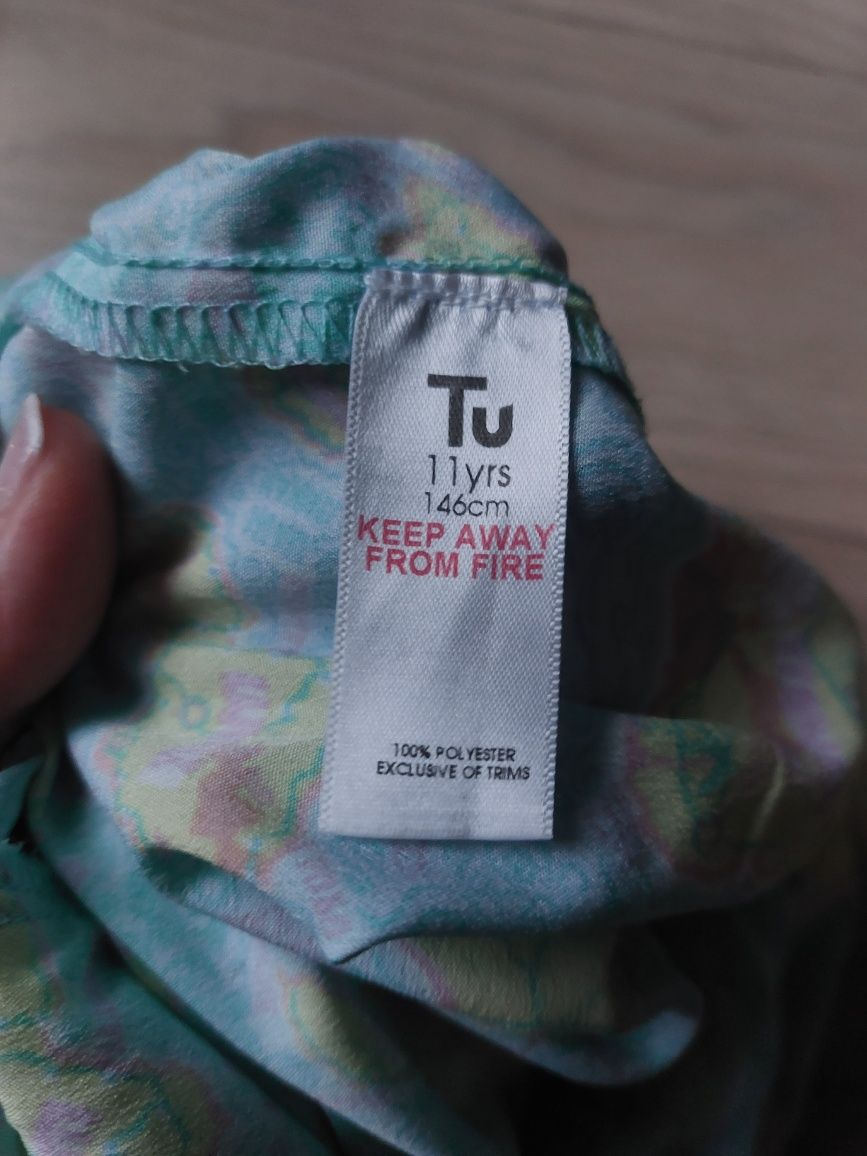 Tu
11yrs
146cm
KEEP AWAY
FROM FIRE
100% POLYESTER
EXCLUSIVE OF TRIMS